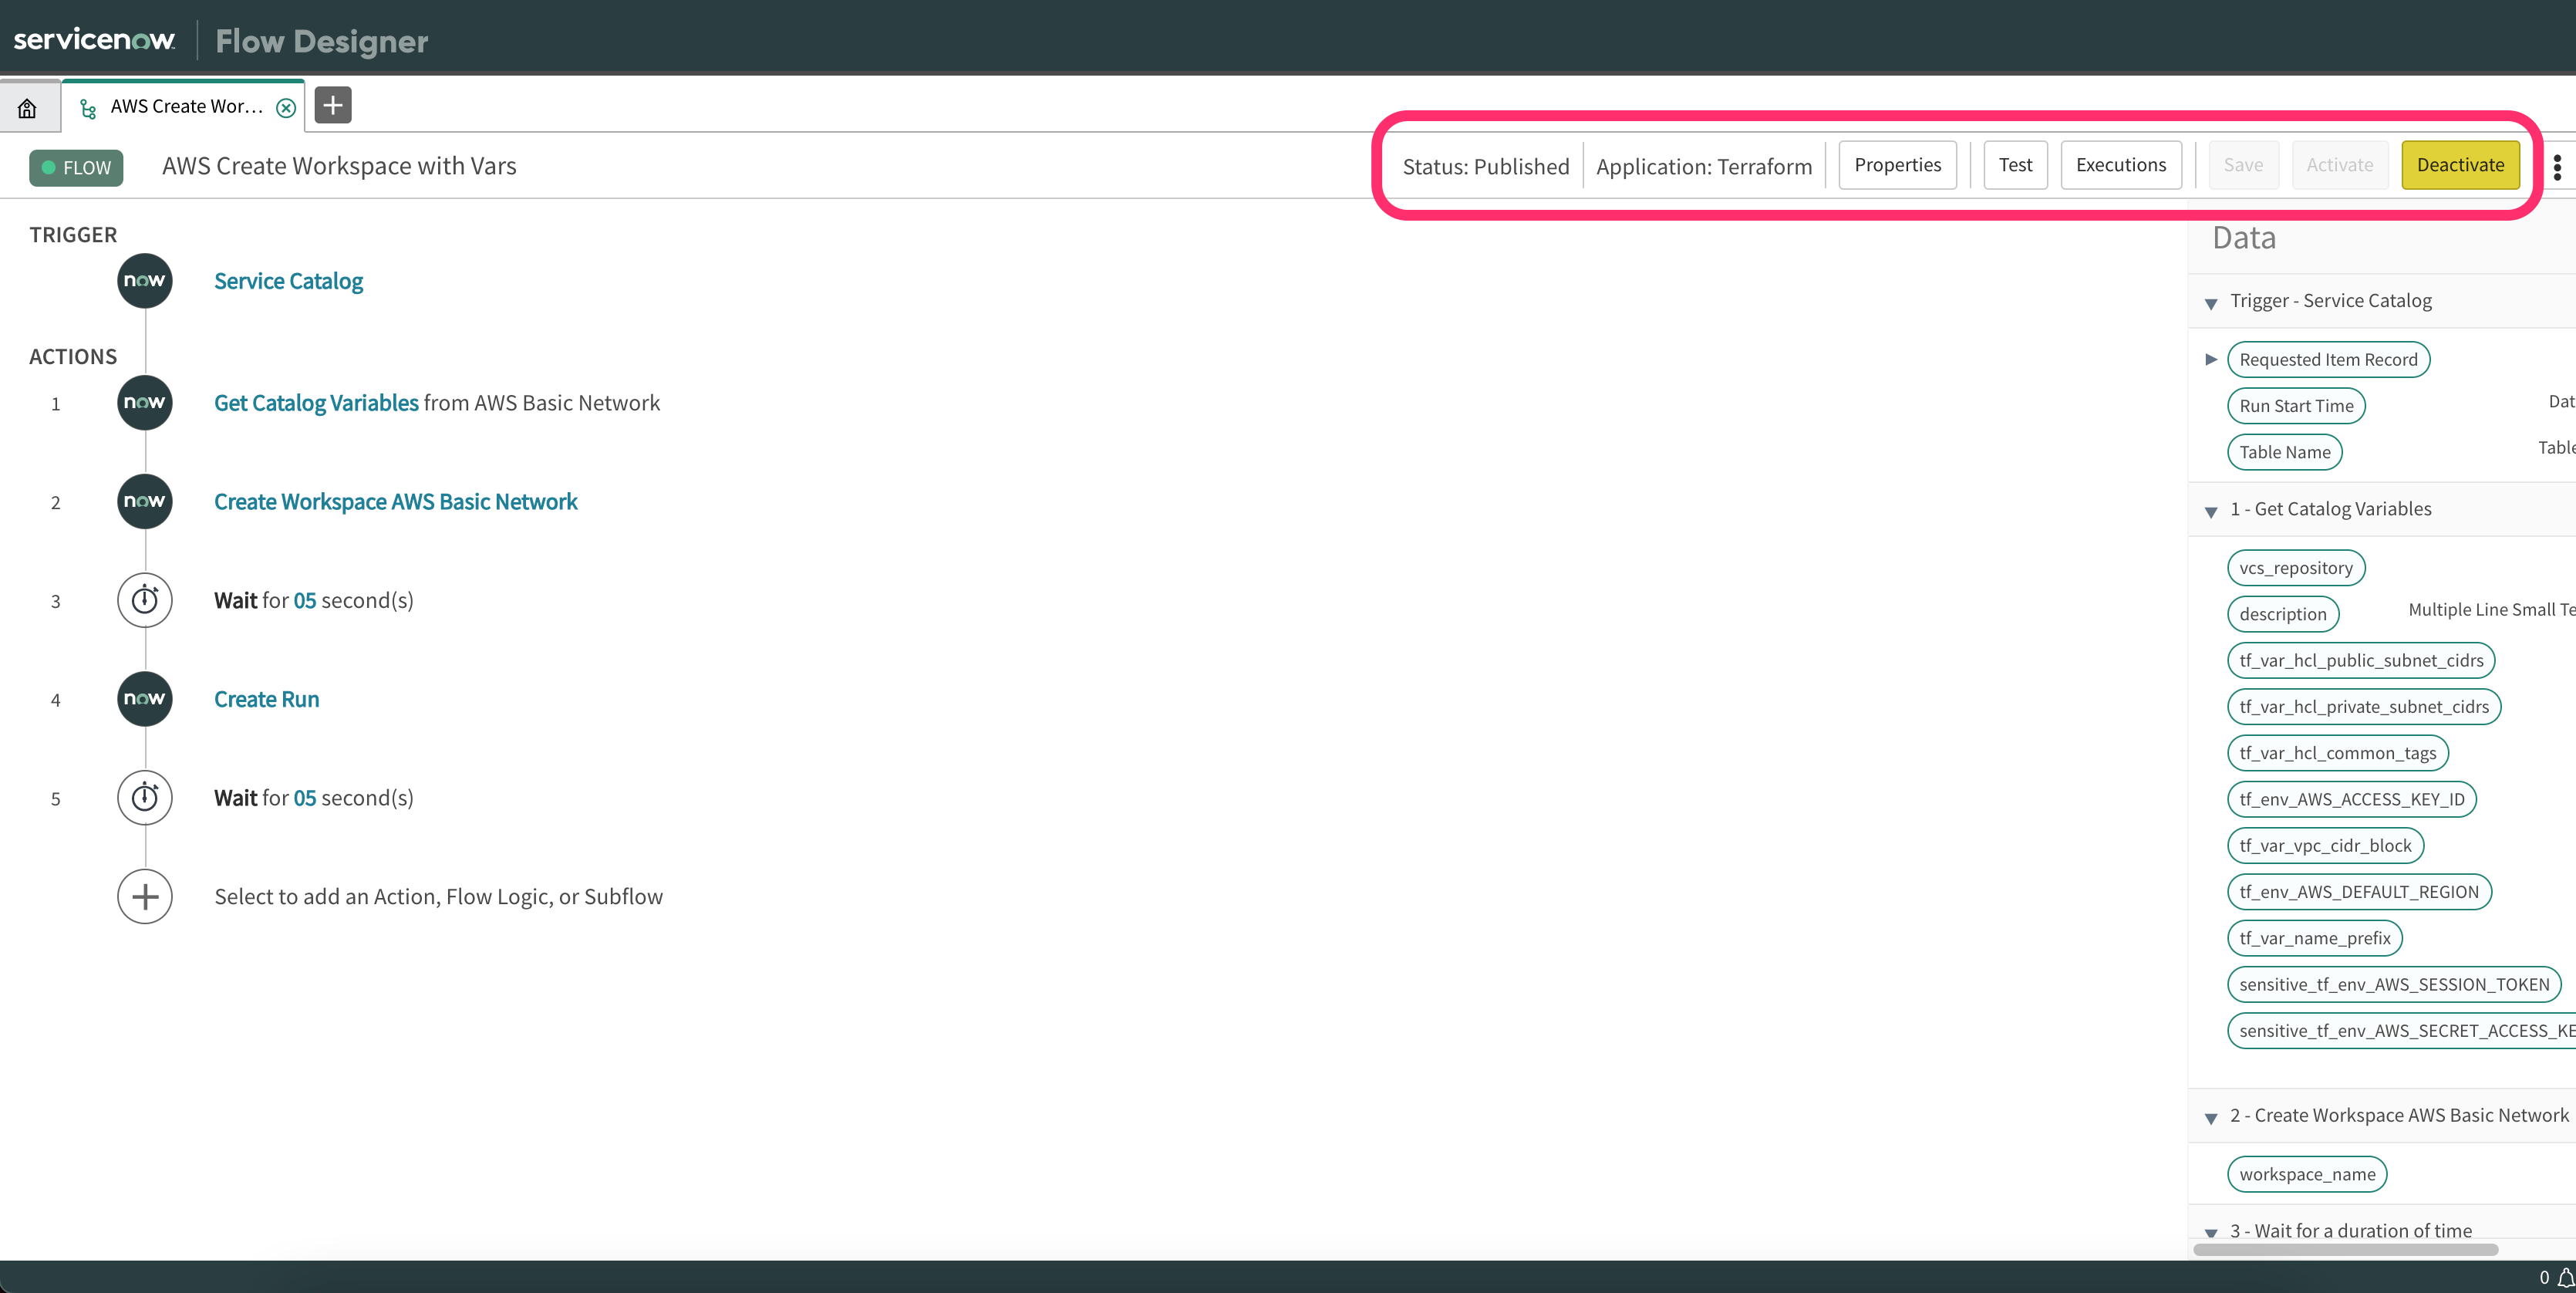 servicenow Flow Designer
AWS Create Wor...
FLOW AWS Create Workspace with Vars Status: Published Application: Terraform Properties Test Executions Save Activate Deactivate
TRIGGER
now Service Catalog
ACTIONS
1 now Get Catalog Variables from AWS Basic Network
2 now Create Workspace AWS Basic Network
3 Wait for 05 second(s)
4 now Create Run
5 Wait for 05 second(s)
Select to add an Action, Flow Logic, or Subflow
Data
Trigger - Service Catalog
Requested Item Record
Run Start Time Dat
Table Name Table
1 - Get Catalog Variables
vcs_repository
description Multiple Line Small Te
tf_var_hcl_public_subnet_cidrs
tf_var_hcl_private_subnet_cidrs
tf_var_hcl_common_tags
tf_env_AWS_ACCESS_KEY_ID
tf_var_vpc_cidr_block
tf_env_AWS_DEFAULT_REGION
tf_var_name_prefix
sensitive_tf_env_AWS_SESSION_TOKEN
sensitive_tf_env_AWS_SECRET_ACCESS_KE
2 - Create Workspace AWS Basic Network
workspace_name
3 - Wait for a duration of time
0